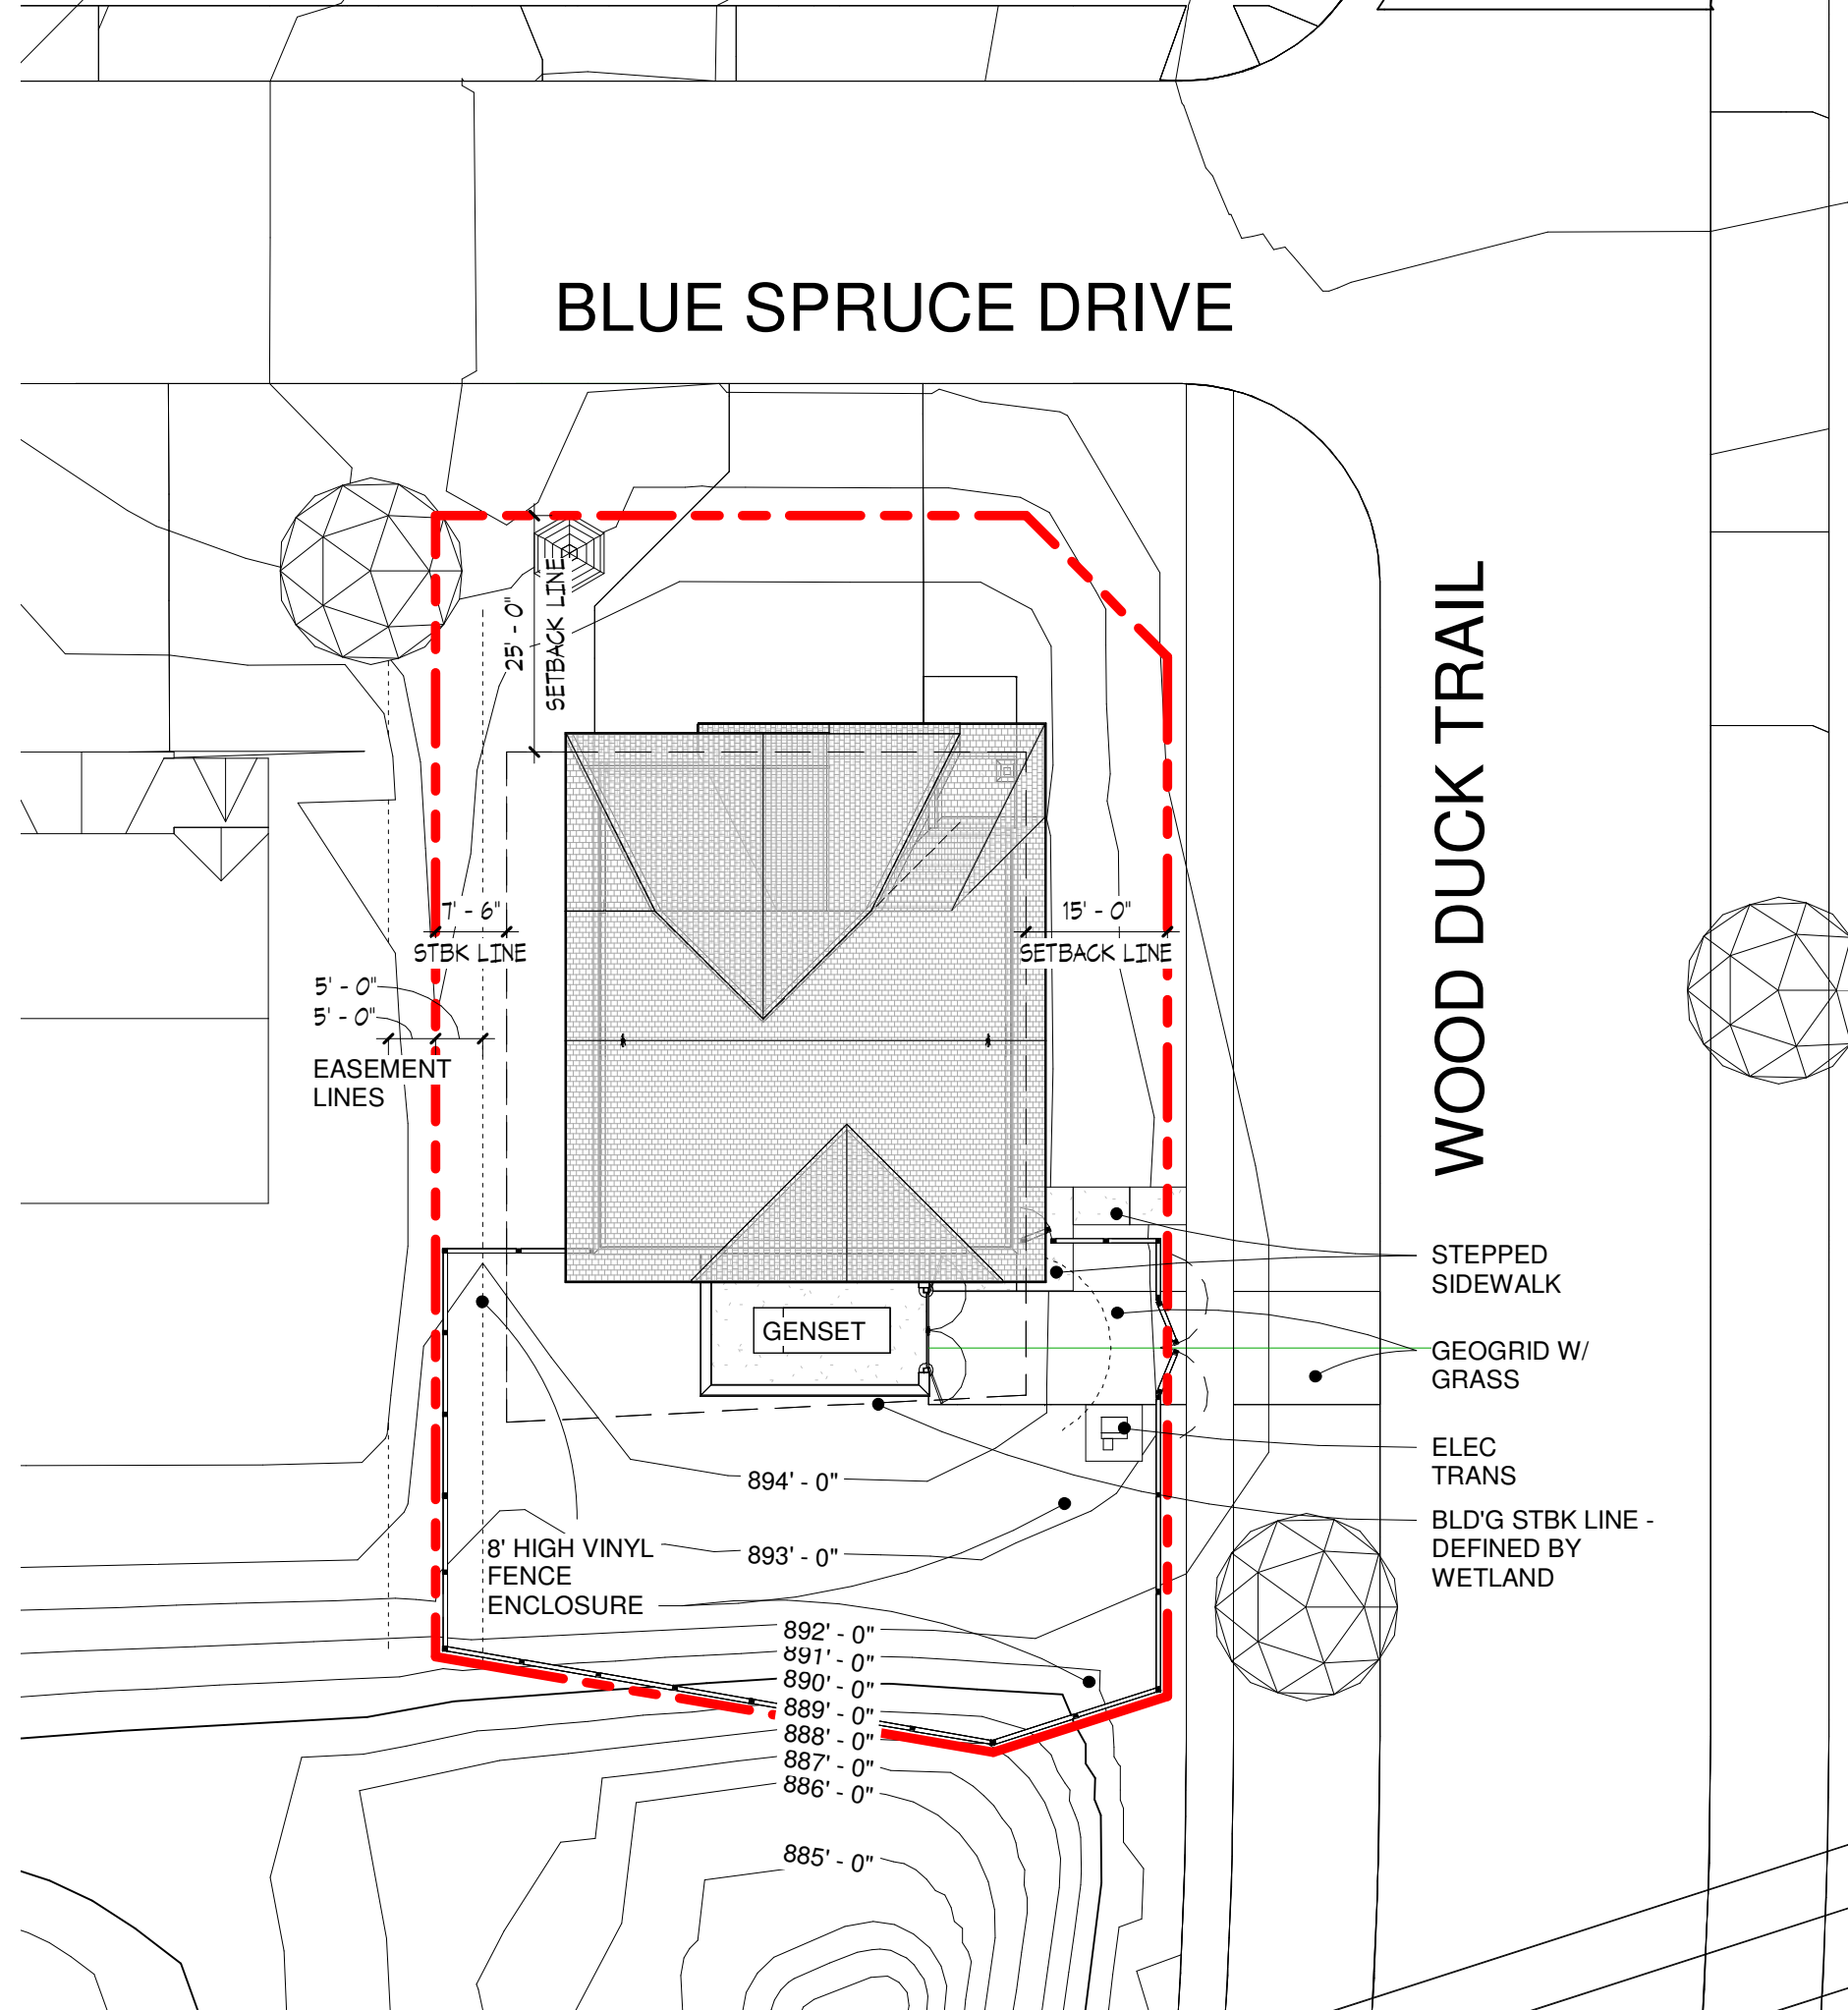 BLUE SPRUCE DRIVE
WOOD DUCK TRAIL
25' - 0"
SETBACK LINE
7' - 6"
STBK LINE
15' - 0"
SETBACK LINE
5' - 0"
5' - 0"
EASEMENT
LINES
STEPPED
SIDEWALK
GENSET
GEOGRID W/
GRASS
ELEC
TRANS
BLD'G STBK LINE -
DEFINED BY
WETLAND
8' HIGH VINYL
FENCE
ENCLOSURE
894' - 0"
893' - 0"
892' - 0"
891' - 0"
890' - 0"
889' - 0"
888' - 0"
887' - 0"
886' - 0"
885' - 0"